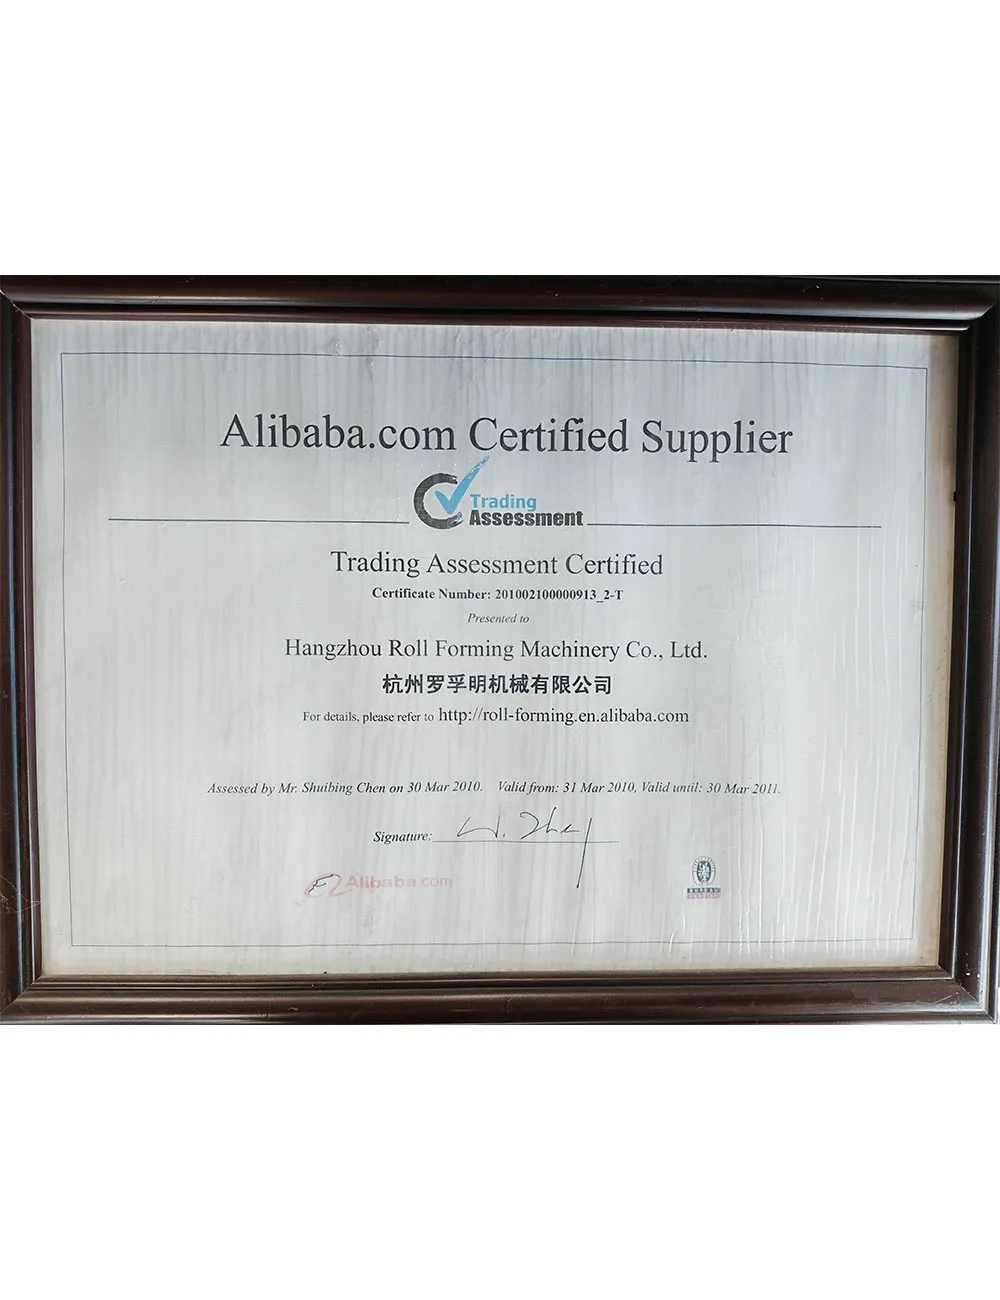 Alibaba.com Certified Supplier
Trading
Assessment
Trading Assessment Certified
Certificate Number: 201002100000913_2-T
Presented to
Hangzhou Roll Forming Machinery Co., Ltd.
杭州罗孚明机械有限公司
For details, please refer to http://roll-forming.en.alibaba.com
Assessed by Mr. Shuibing Chen on 30 Mar 2010. Valid from: 31 Mar 2010, Valid until: 30 Mar 2011.
Signature:
Alibaba.com
BUREAU
VERITAS